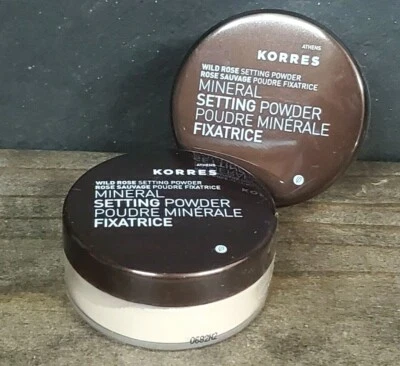 ATHENS
KORRES
WILD ROSE SETTING POWDER
ROSE SAUVAGE POUDRE FIXATRICE
MINERAL
SETTING POWDER
POUDRE MINÉRALE
FIXATRICE
ATHENS
KORRES
WILD ROSE SETTING POWDER
ROSE SAUVAGE POUDRE FIXATRICE
MINERAL
SETTING POWDER
POUDRE MINÉRALE
FIXATRICE